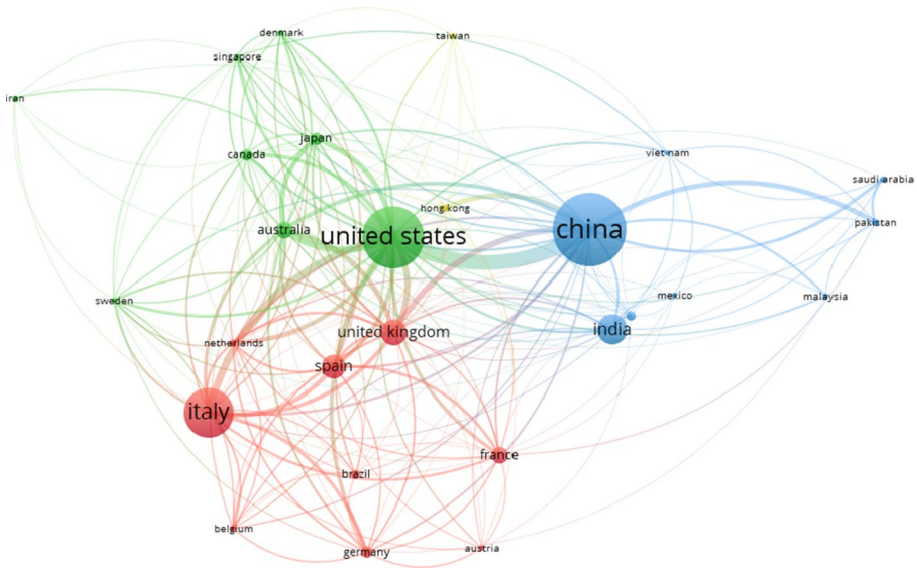 denmark
taiwan
singapore
iran
japan
canada
viet nam
saudi arabia
hong kong
pakistan
australia
united states
china
sweden
mexico
malaysia
united kingdom
india
netherlands
spain
italy
france
brazil
belgium
germany
austria